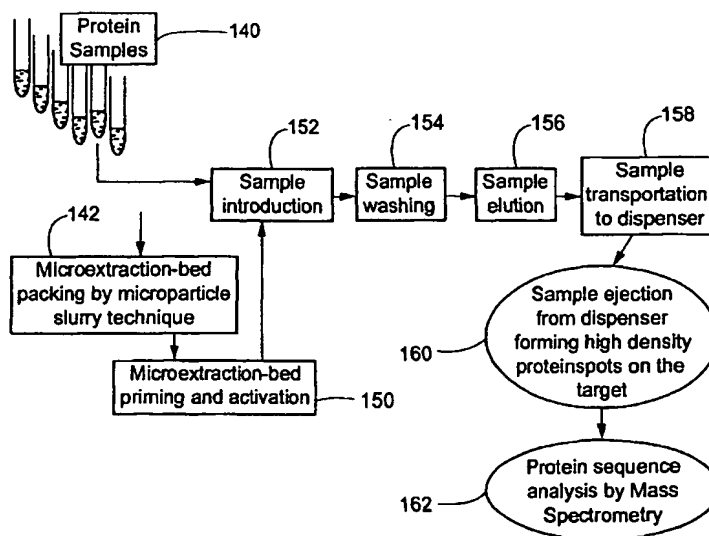 Protein
Samples
140
152
154
156
158
Sample
introduction
Sample
washing
Sample
elution
Sample
transportation
to dispenser
142
Microextraction-bed
packing by microparticle
slurry technique
Microextraction-bed
priming and activation
150
160
Sample ejection
from dispenser
forming high density
proteinspots on the
target
162
Protein sequence
analysis by Mass
Spectrometry